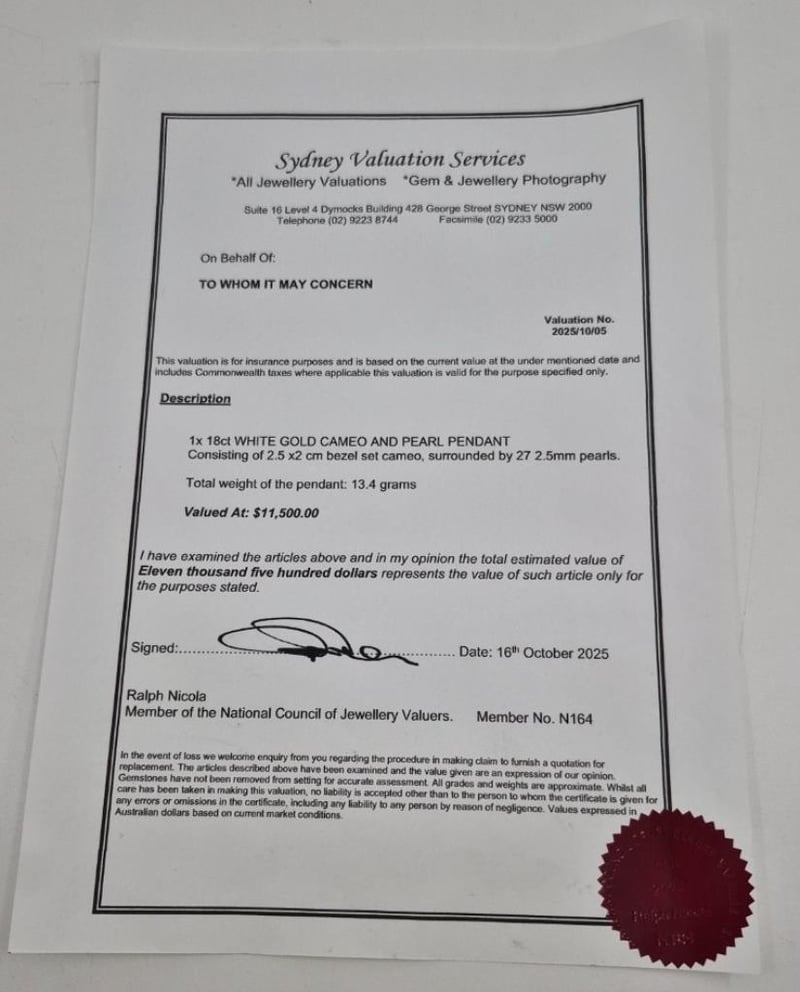 Sydney Valuation Services
*All Jewellery Valuations *Gem & Jewellery Photography
Suite 16 Level 4 Dymocks Building 428 George Street SYDNEY NSW 2000
Telephone (02) 9223 8744 Facsimile (02) 9233 5000
On Behalf Of:
TO WHOM IT MAY CONCERN
Valuation No.
2025/10/05
This valuation is for insurance purposes and is based on the current value at the under mentioned date and
includes Commonwealth taxes where applicable this valuation is valid for the purpose specified only.
Description
1x 18ct WHITE GOLD CAMEO AND PEARL PENDANT
Consisting of 2.5 x2 cm bezel set cameo, surrounded by 27 2.5mm pearls.
Total weight of the pendant: 13.4 grams
Valued At: $11,500.00
I have examined the articles above and in my opinion the total estimated value of
Eleven thousand five hundred dollars represents the value of such article only for
the purposes stated.
Signed:.................................................. Date: 16th October 2025
Ralph Nicola
Member of the National Council of Jewellery Valuers. Member No. N164
In the event of loss we welcome enquiry from you regarding the procedure in making claim to furnish a quotation for
replacement. The articles described above have been examined and the value given are an expression of our opinion.
Gemstones have not been removed from setting for accurate assessment. All grades and weights are approximate. Whilst all
care has been taken in making this valuation, no liability is accepted other than to the person to whom the certificate is given for
any errors or omissions in the certificate, including any liability to any person by reason of negligence. Values expressed in
Australian dollars based on current market conditions.